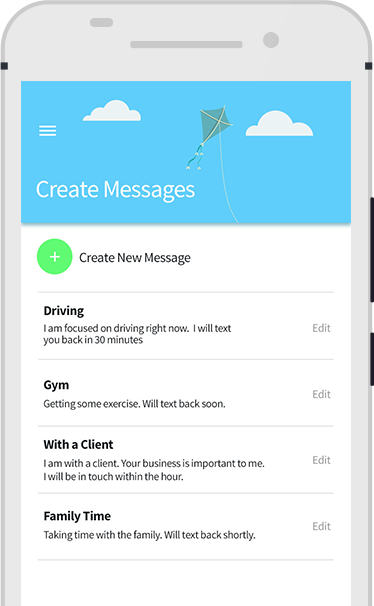 Create Messages
+ Create New Message
Driving
I am focused on driving right now. I will text
you back in 30 minutes
Edit
Gym
Getting some exercise. Will text back soon.
Edit
With a Client
I am with a client. Your business is important to me.
I will be in touch within the hour.
Edit
Family Time
Taking time with the family. Will text back shortly.
Edit